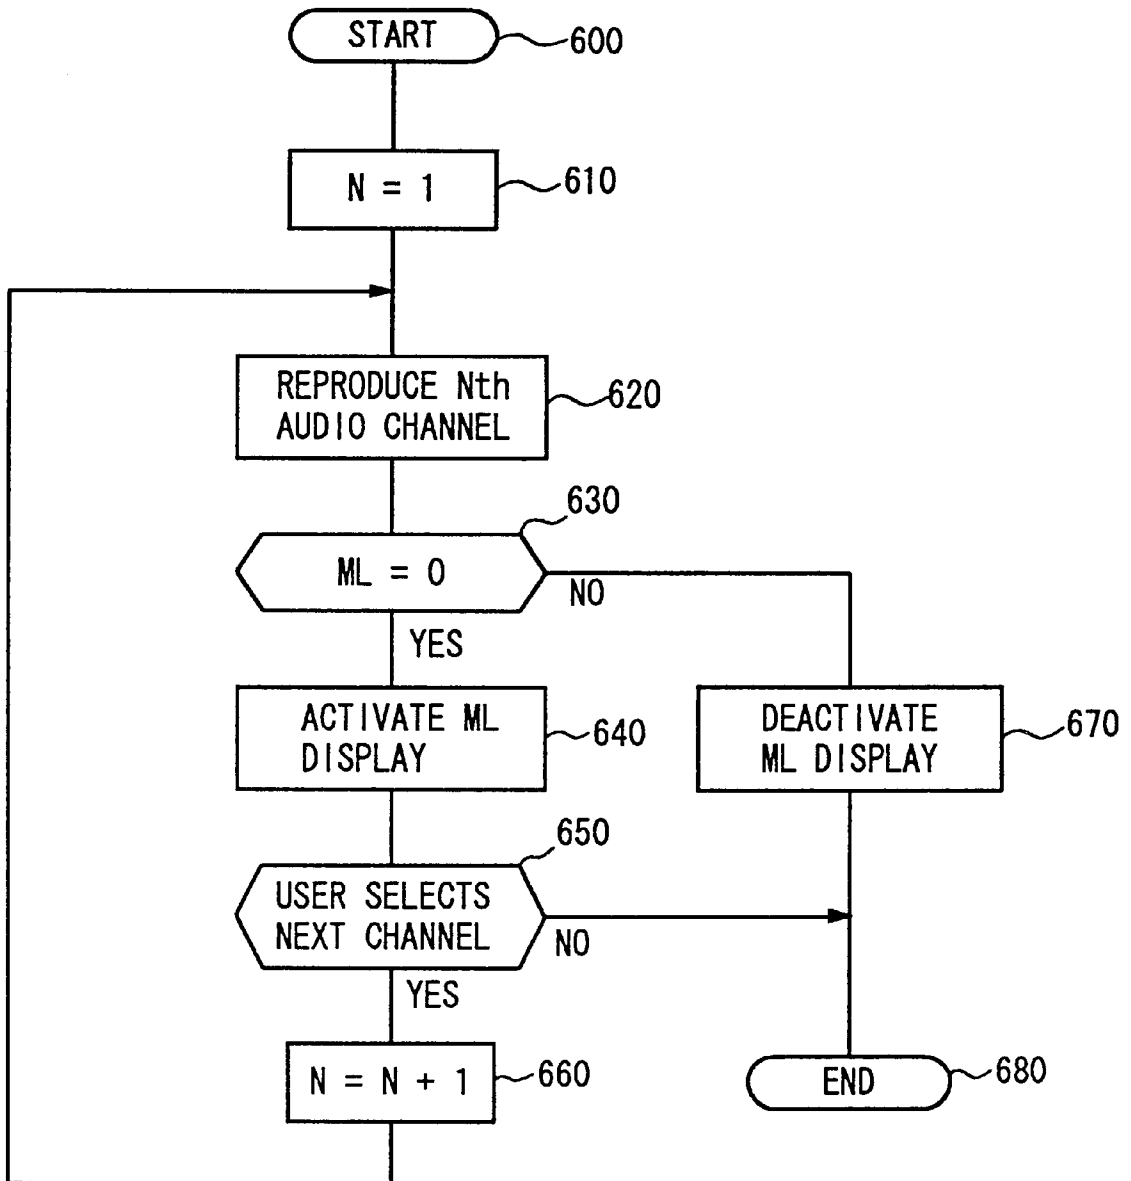 START
600
N = 1
610
REPRODUCE Nth
AUDIO CHANNEL
620
630
ML = 0
NO
YES
ACTIVATE ML
DISPLAY
640
DEACTIVATE
ML DISPLAY
670
650
USER SELECTS
NEXT CHANNEL
NO
YES
N = N + 1
660
END
680